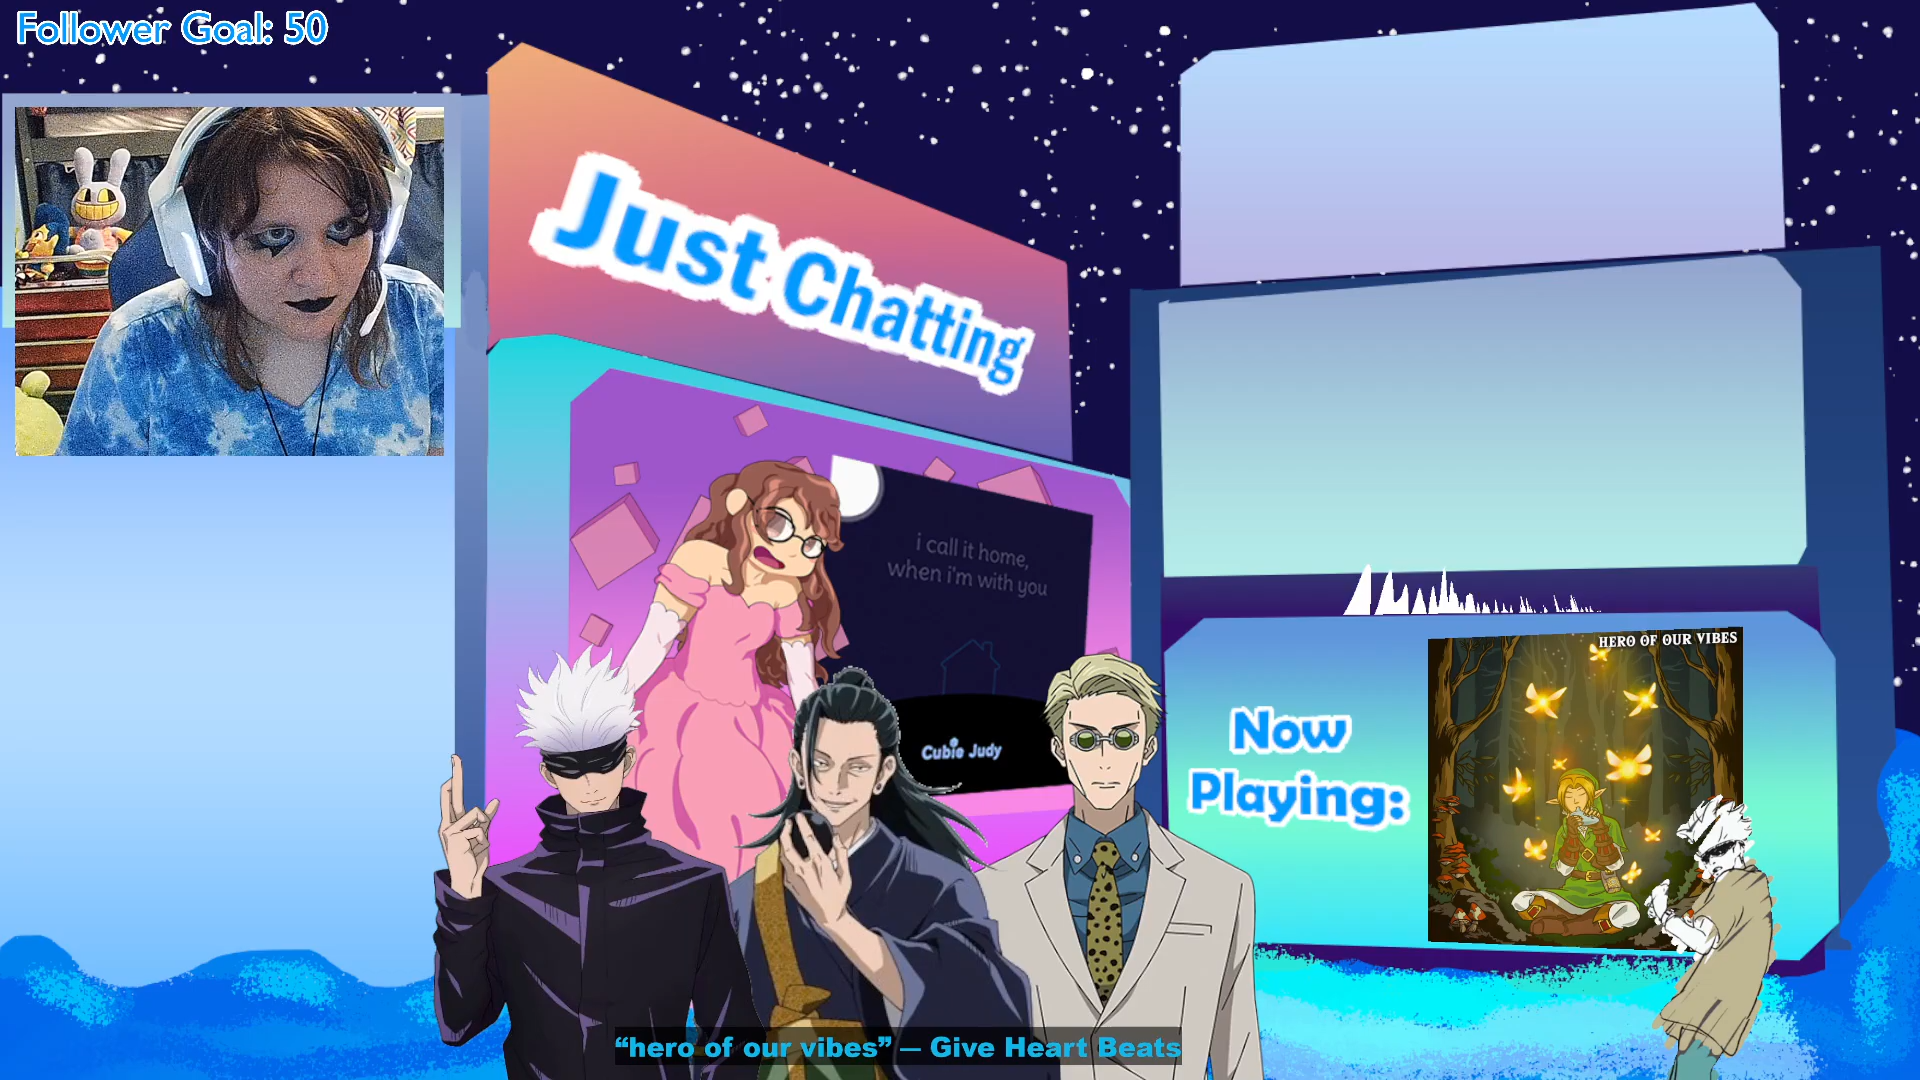 Follower Goal: 50
Just Chatting
i call it home,
when i'm with you
Cubie Judy
HERO OF OUR VIBES
Now
Playing:
“hero of our vibes” — Give Heart Beats